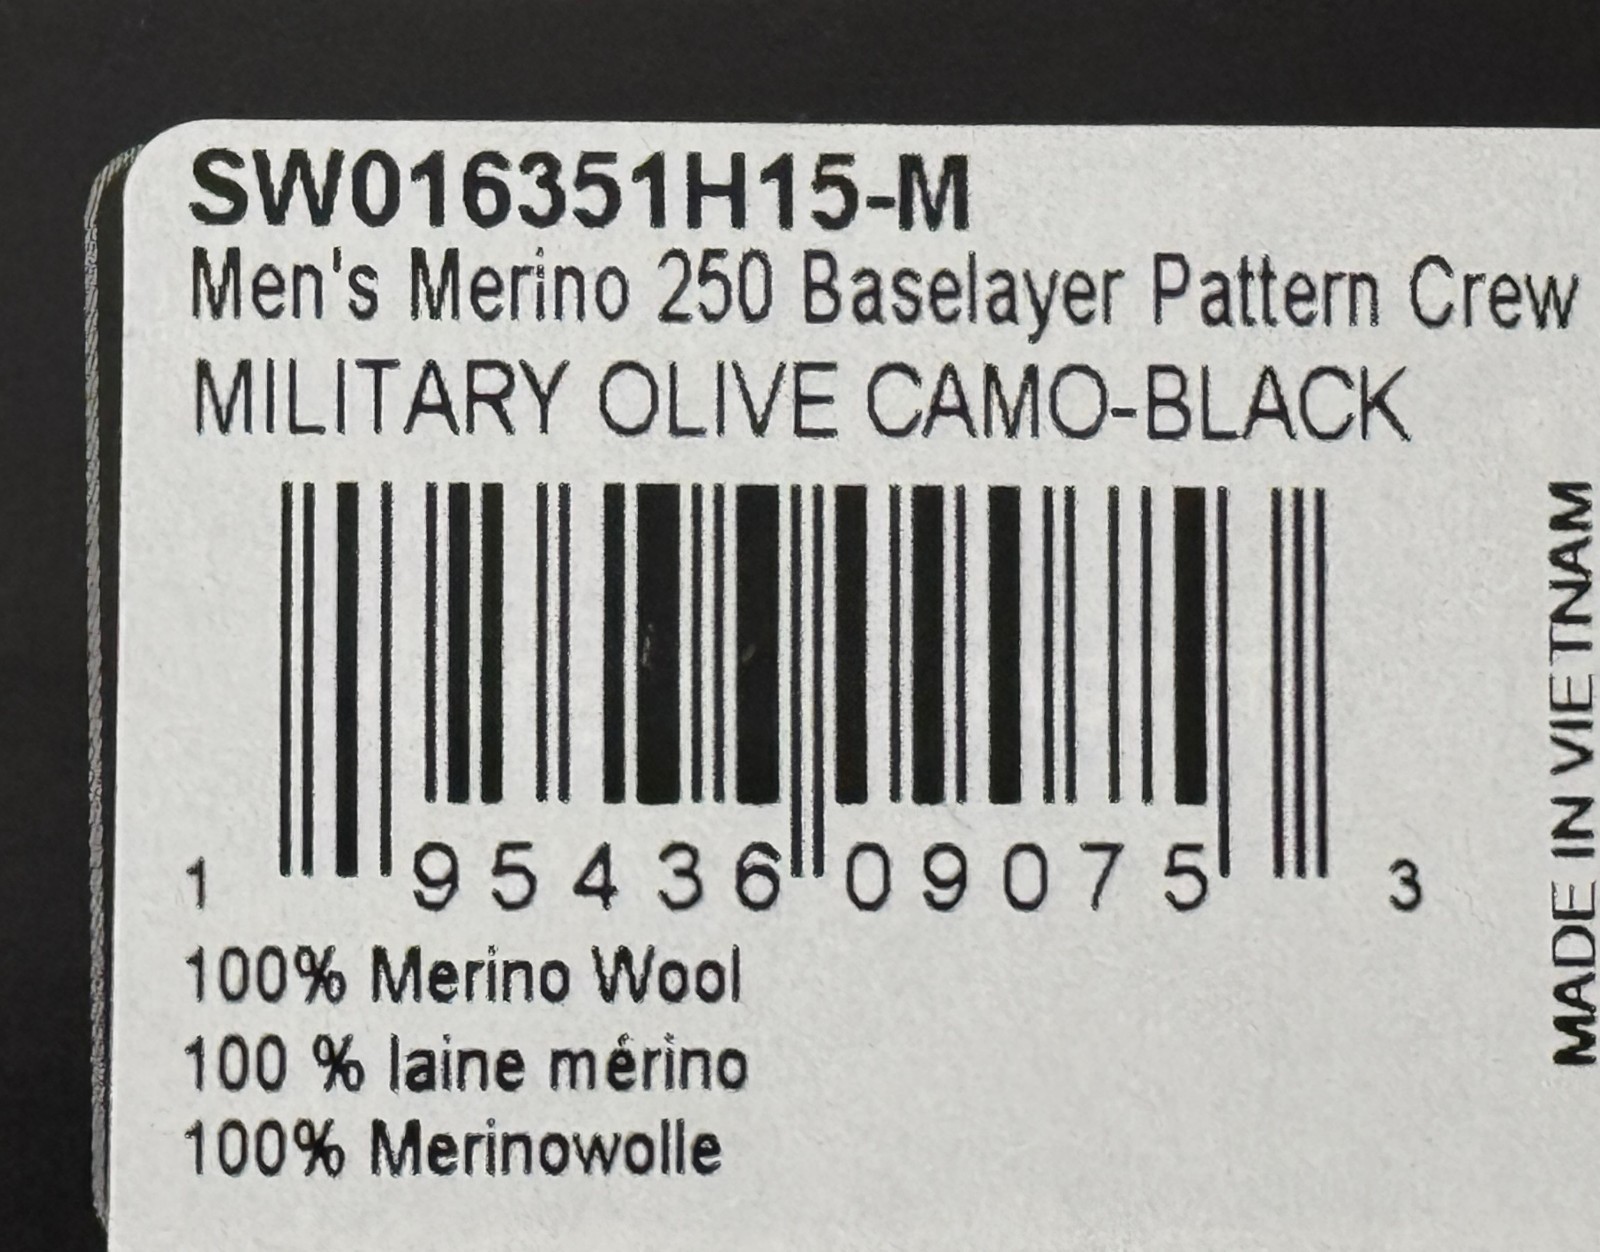 SW016351H15-M
Men's Merino 250 Baselayer Pattern Crew
MILITARY OLIVE CAMO-BLACK
1 95436 09075 3
100% Merino Wool
100 % laine mérino
100% Merinowolle
MADE IN VIETNAM